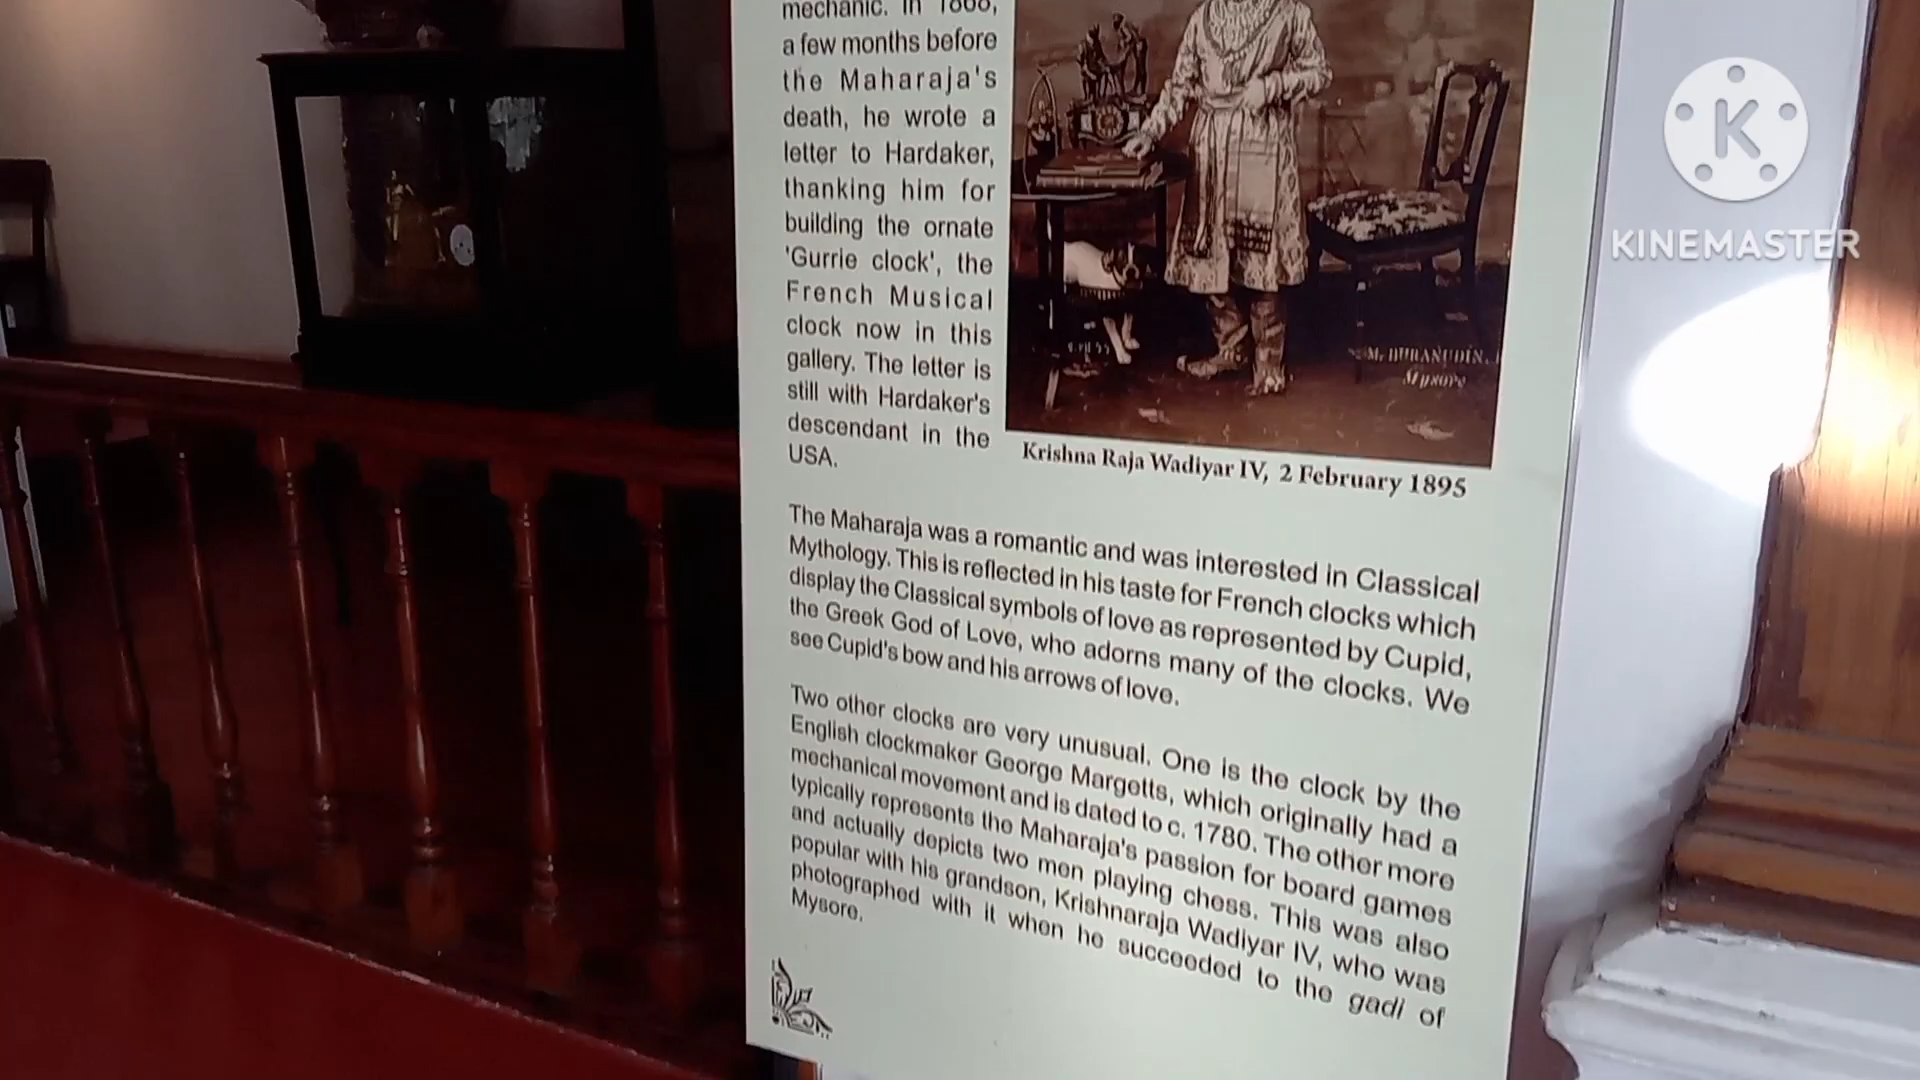 mechanic. In 1868,
a few months before
the Maharaja's
death, he wrote a
letter to Hardaker,
thanking him for
building the ornate
'Gurrie clock', the
French Musical
clock now in this
gallery. The letter is
still with Hardaker's
descendant in the
USA.
Mr DURANUDIN.
Mysore
Krishna Raja Wadiyar IV, 2 February 1895
The Maharaja was a romantic and was interested in Classical
Mythology. This is reflected in his taste for French clocks which
display the Classical symbols of love as represented by Cupid,
the Greek God of Love, who adorns many of the clocks. We
see Cupid's bow and his arrows of love.
Two other clocks are very unusual. One is the clock by the
English clockmaker George Margetts, which originally had a
mechanical movement and is dated to c. 1780. The other more
typically represents the Maharaja's passion for board games
and actually depicts two men playing chess. This was also
popular with his grandson, Krishnaraja Wadiyar IV, who was
photographed with it when he succeeded to the gadi of
Mysore.
K
KINEMASTER